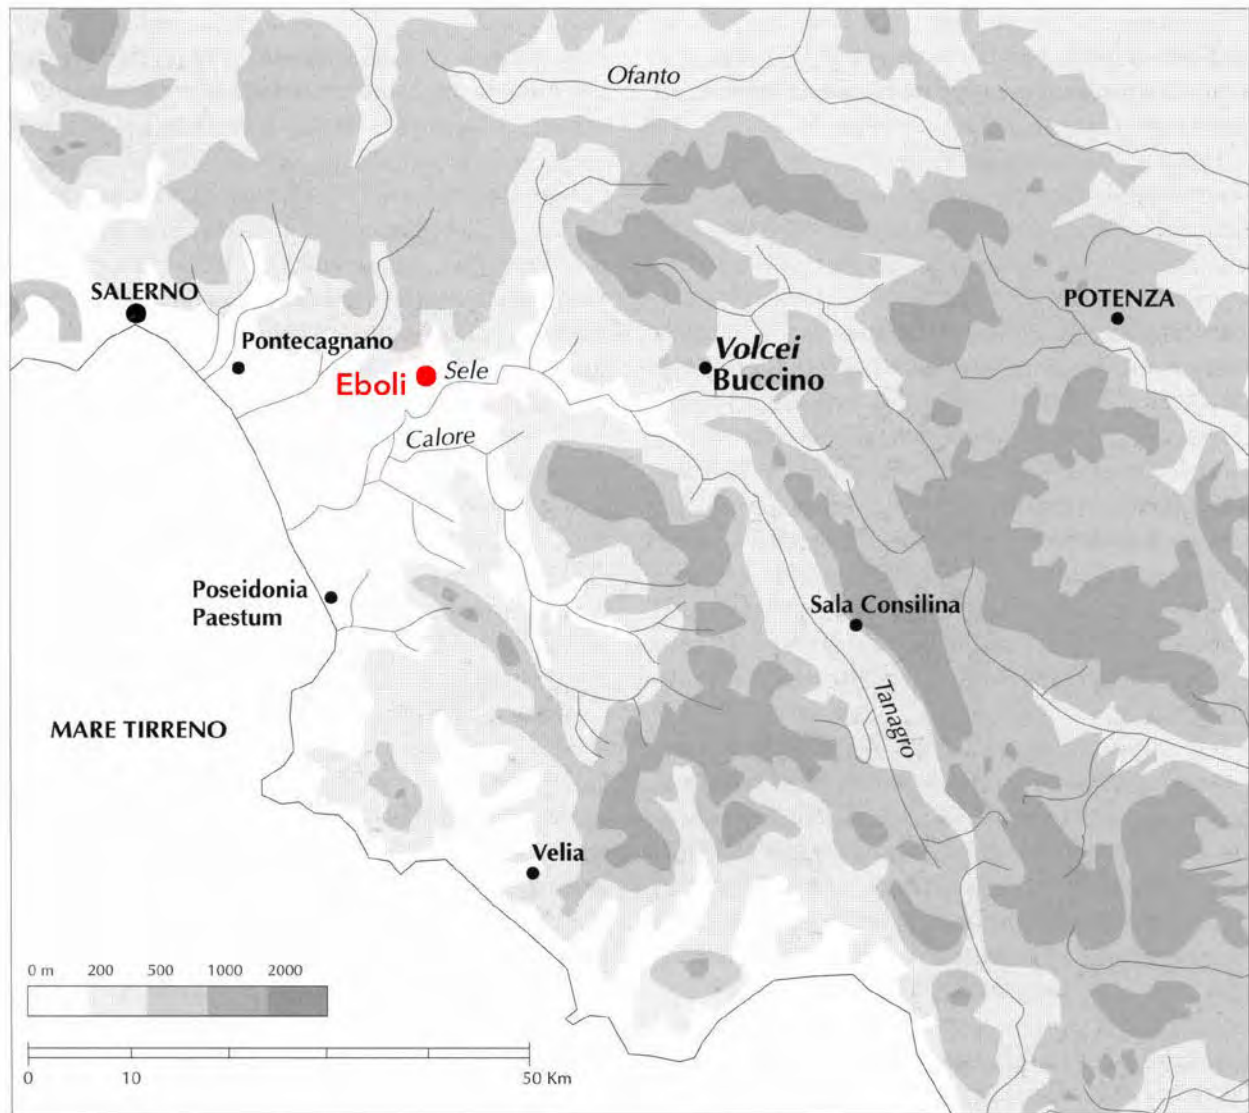 Ofanto
SALERNO
POTENZA
Pontecagnano
Volcei
Buccino
Eboli
Sele
Calore
Poseidonia
Paestum
Sala Consilina
MARE TIRRENO
Tanagro
Velia
0 m 200 500 1000 2000
0 10 50 Km